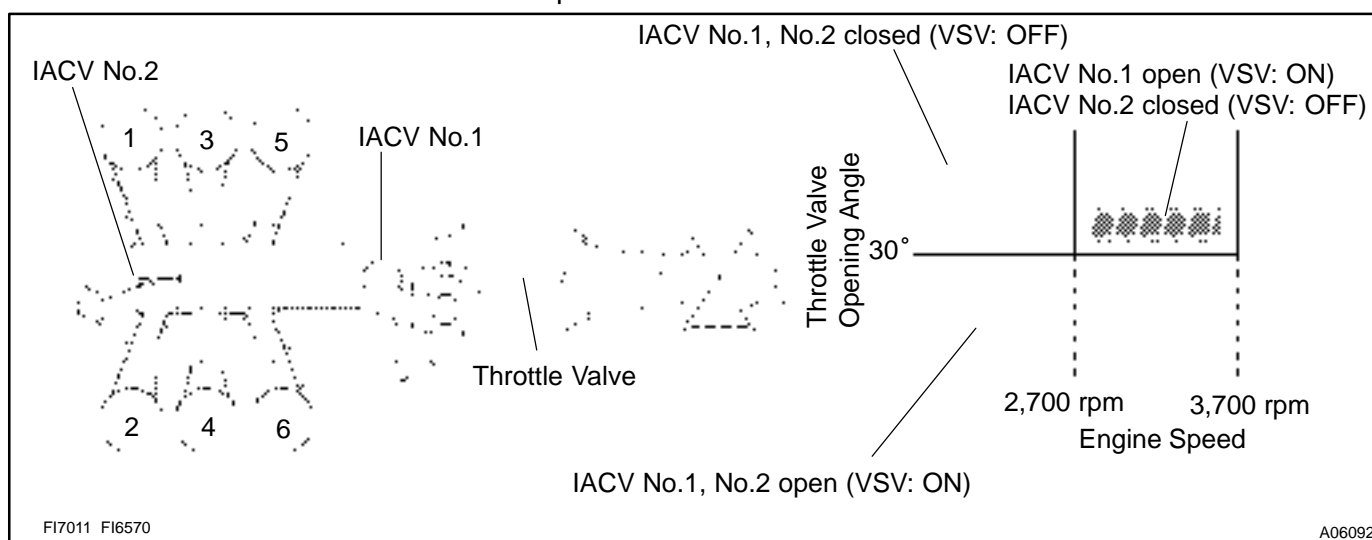 IACV No.1, No.2 closed (VSV: OFF)
IACV No.2
IACV No.1 open (VSV: ON)
IACV No.2 closed (VSV: OFF)
1 3 5
IACV No.1
Throttle Valve
Opening Angle
30°
Throttle Valve
2,700 rpm 3,700 rpm
2 4 6
Engine Speed
IACV No.1, No.2 open (VSV: ON)
FI7011 FI6570
A06092